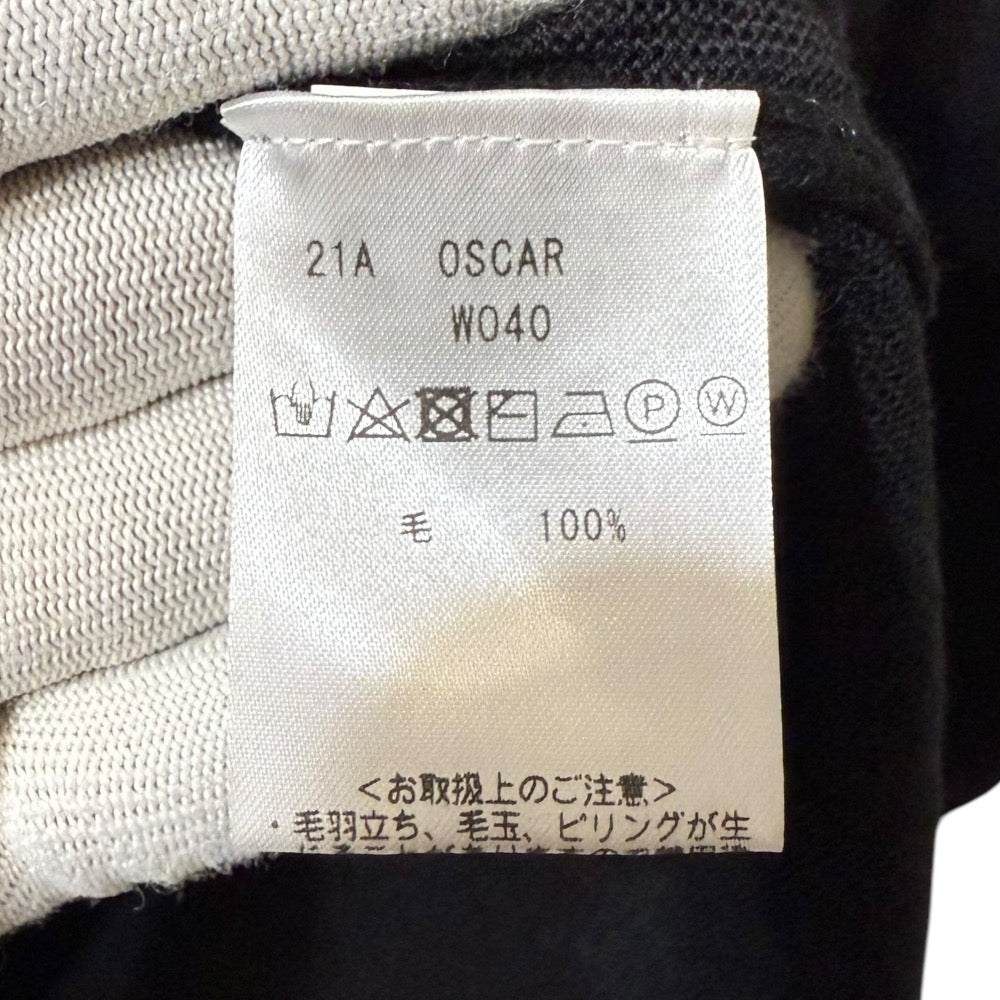 21A OSCAR
W040
P W
毛 100%
<お取扱上のご注意>
・毛羽立ち、毛玉、ピリングが生